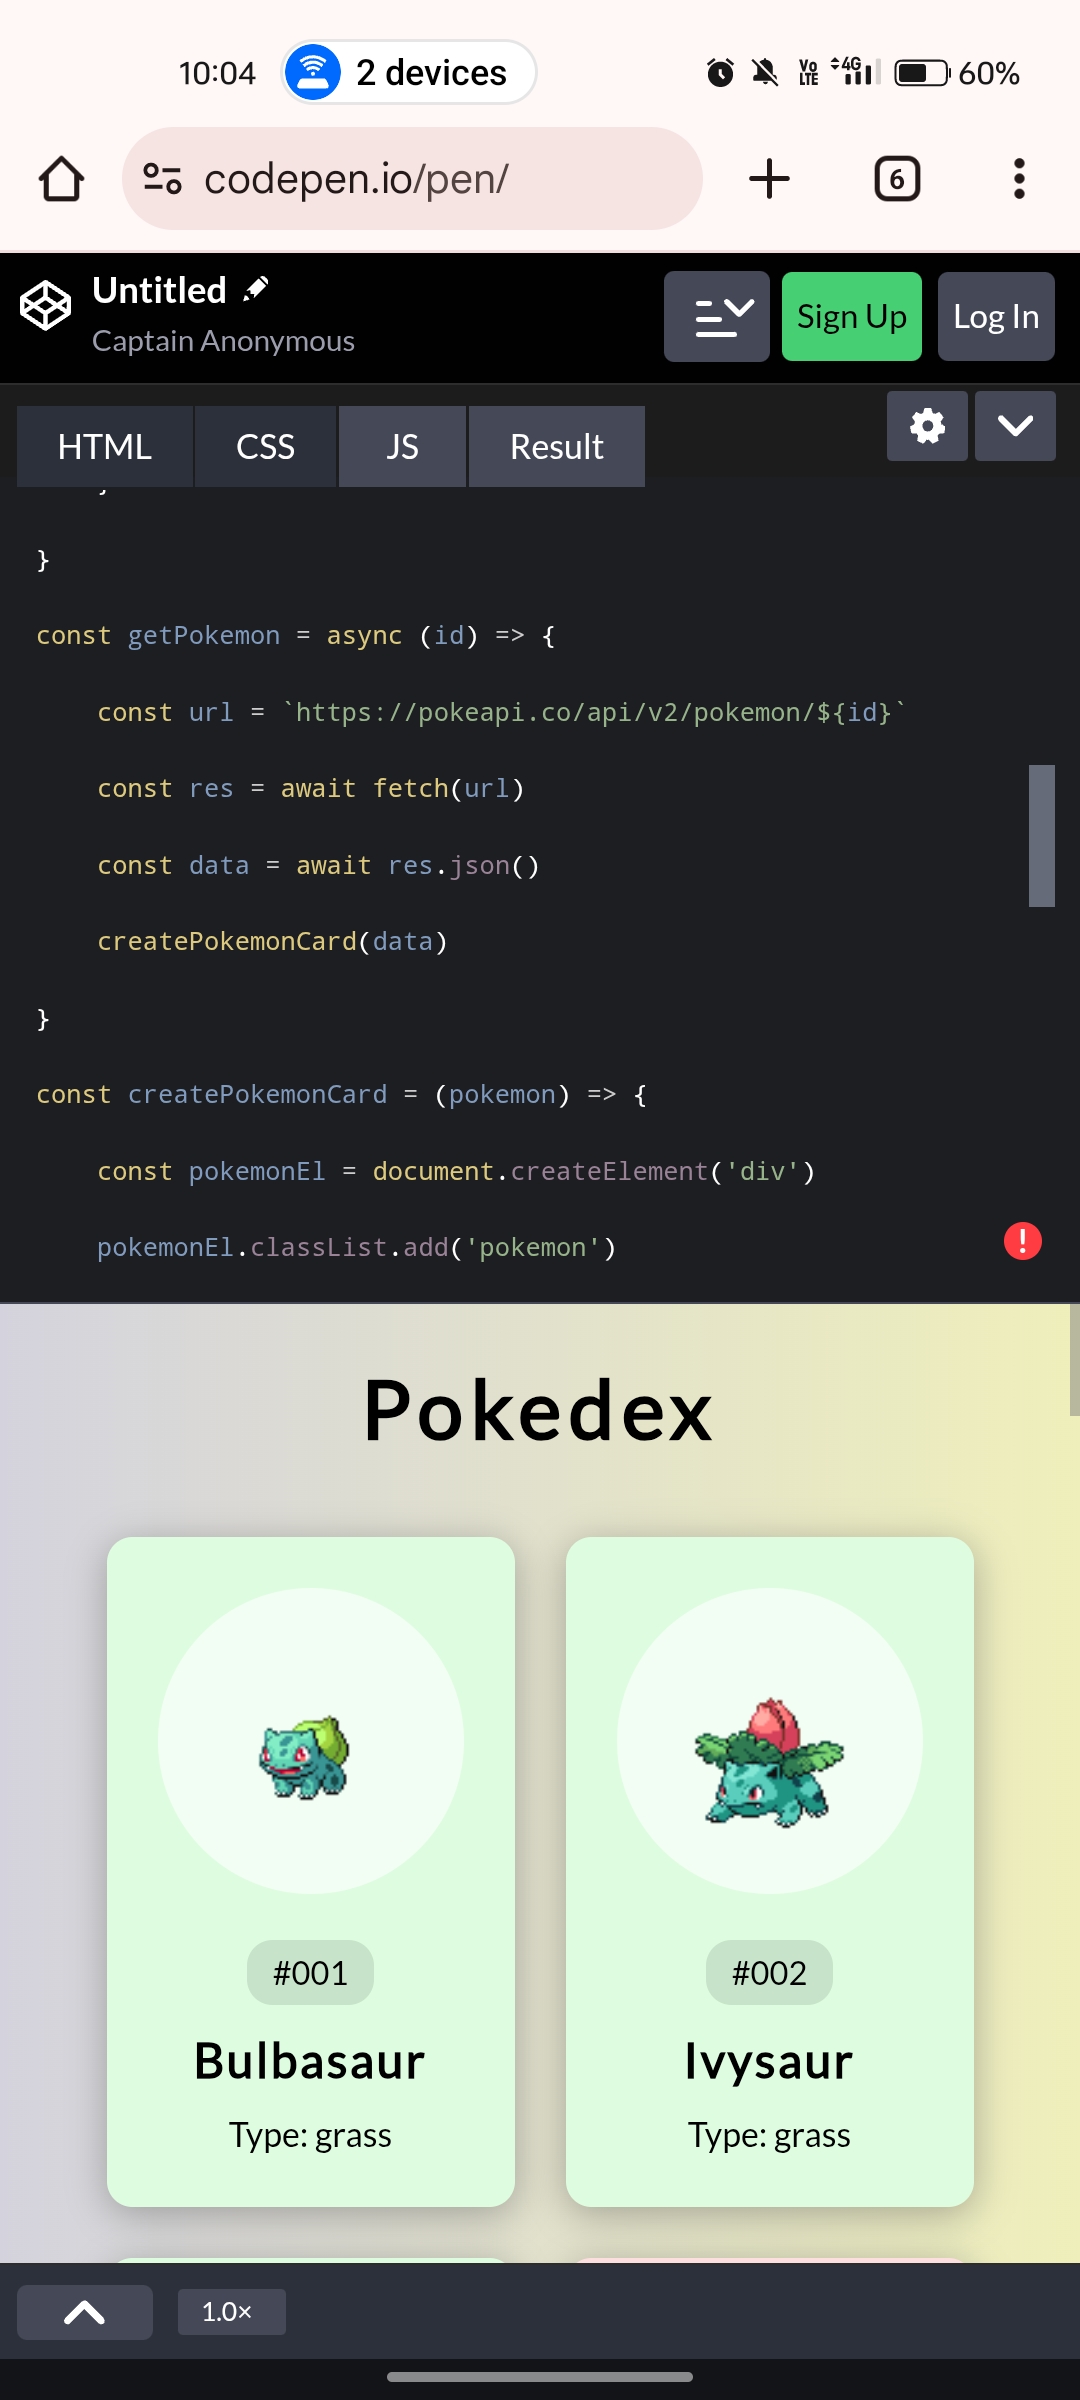 10:04
2 devices
Vo LTE 4G 60%
codepen.io/pen/
6
Untitled
Captain Anonymous
Sign Up
Log In
HTML
CSS
JS
Result
}
}
const getPokemon = async (id) => {
const url = `https://pokeapi.co/api/v2/pokemon/${id}`
const res = await fetch(url)
const data = await res.json()
createPokemonCard(data)
}
const createPokemonCard = (pokemon) => {
const pokemonEl = document.createElement('div')
pokemonEl.classList.add('pokemon')
!
Pokedex
#001
Bulbasaur
Type: grass
#002
Ivysaur
Type: grass
1.0×